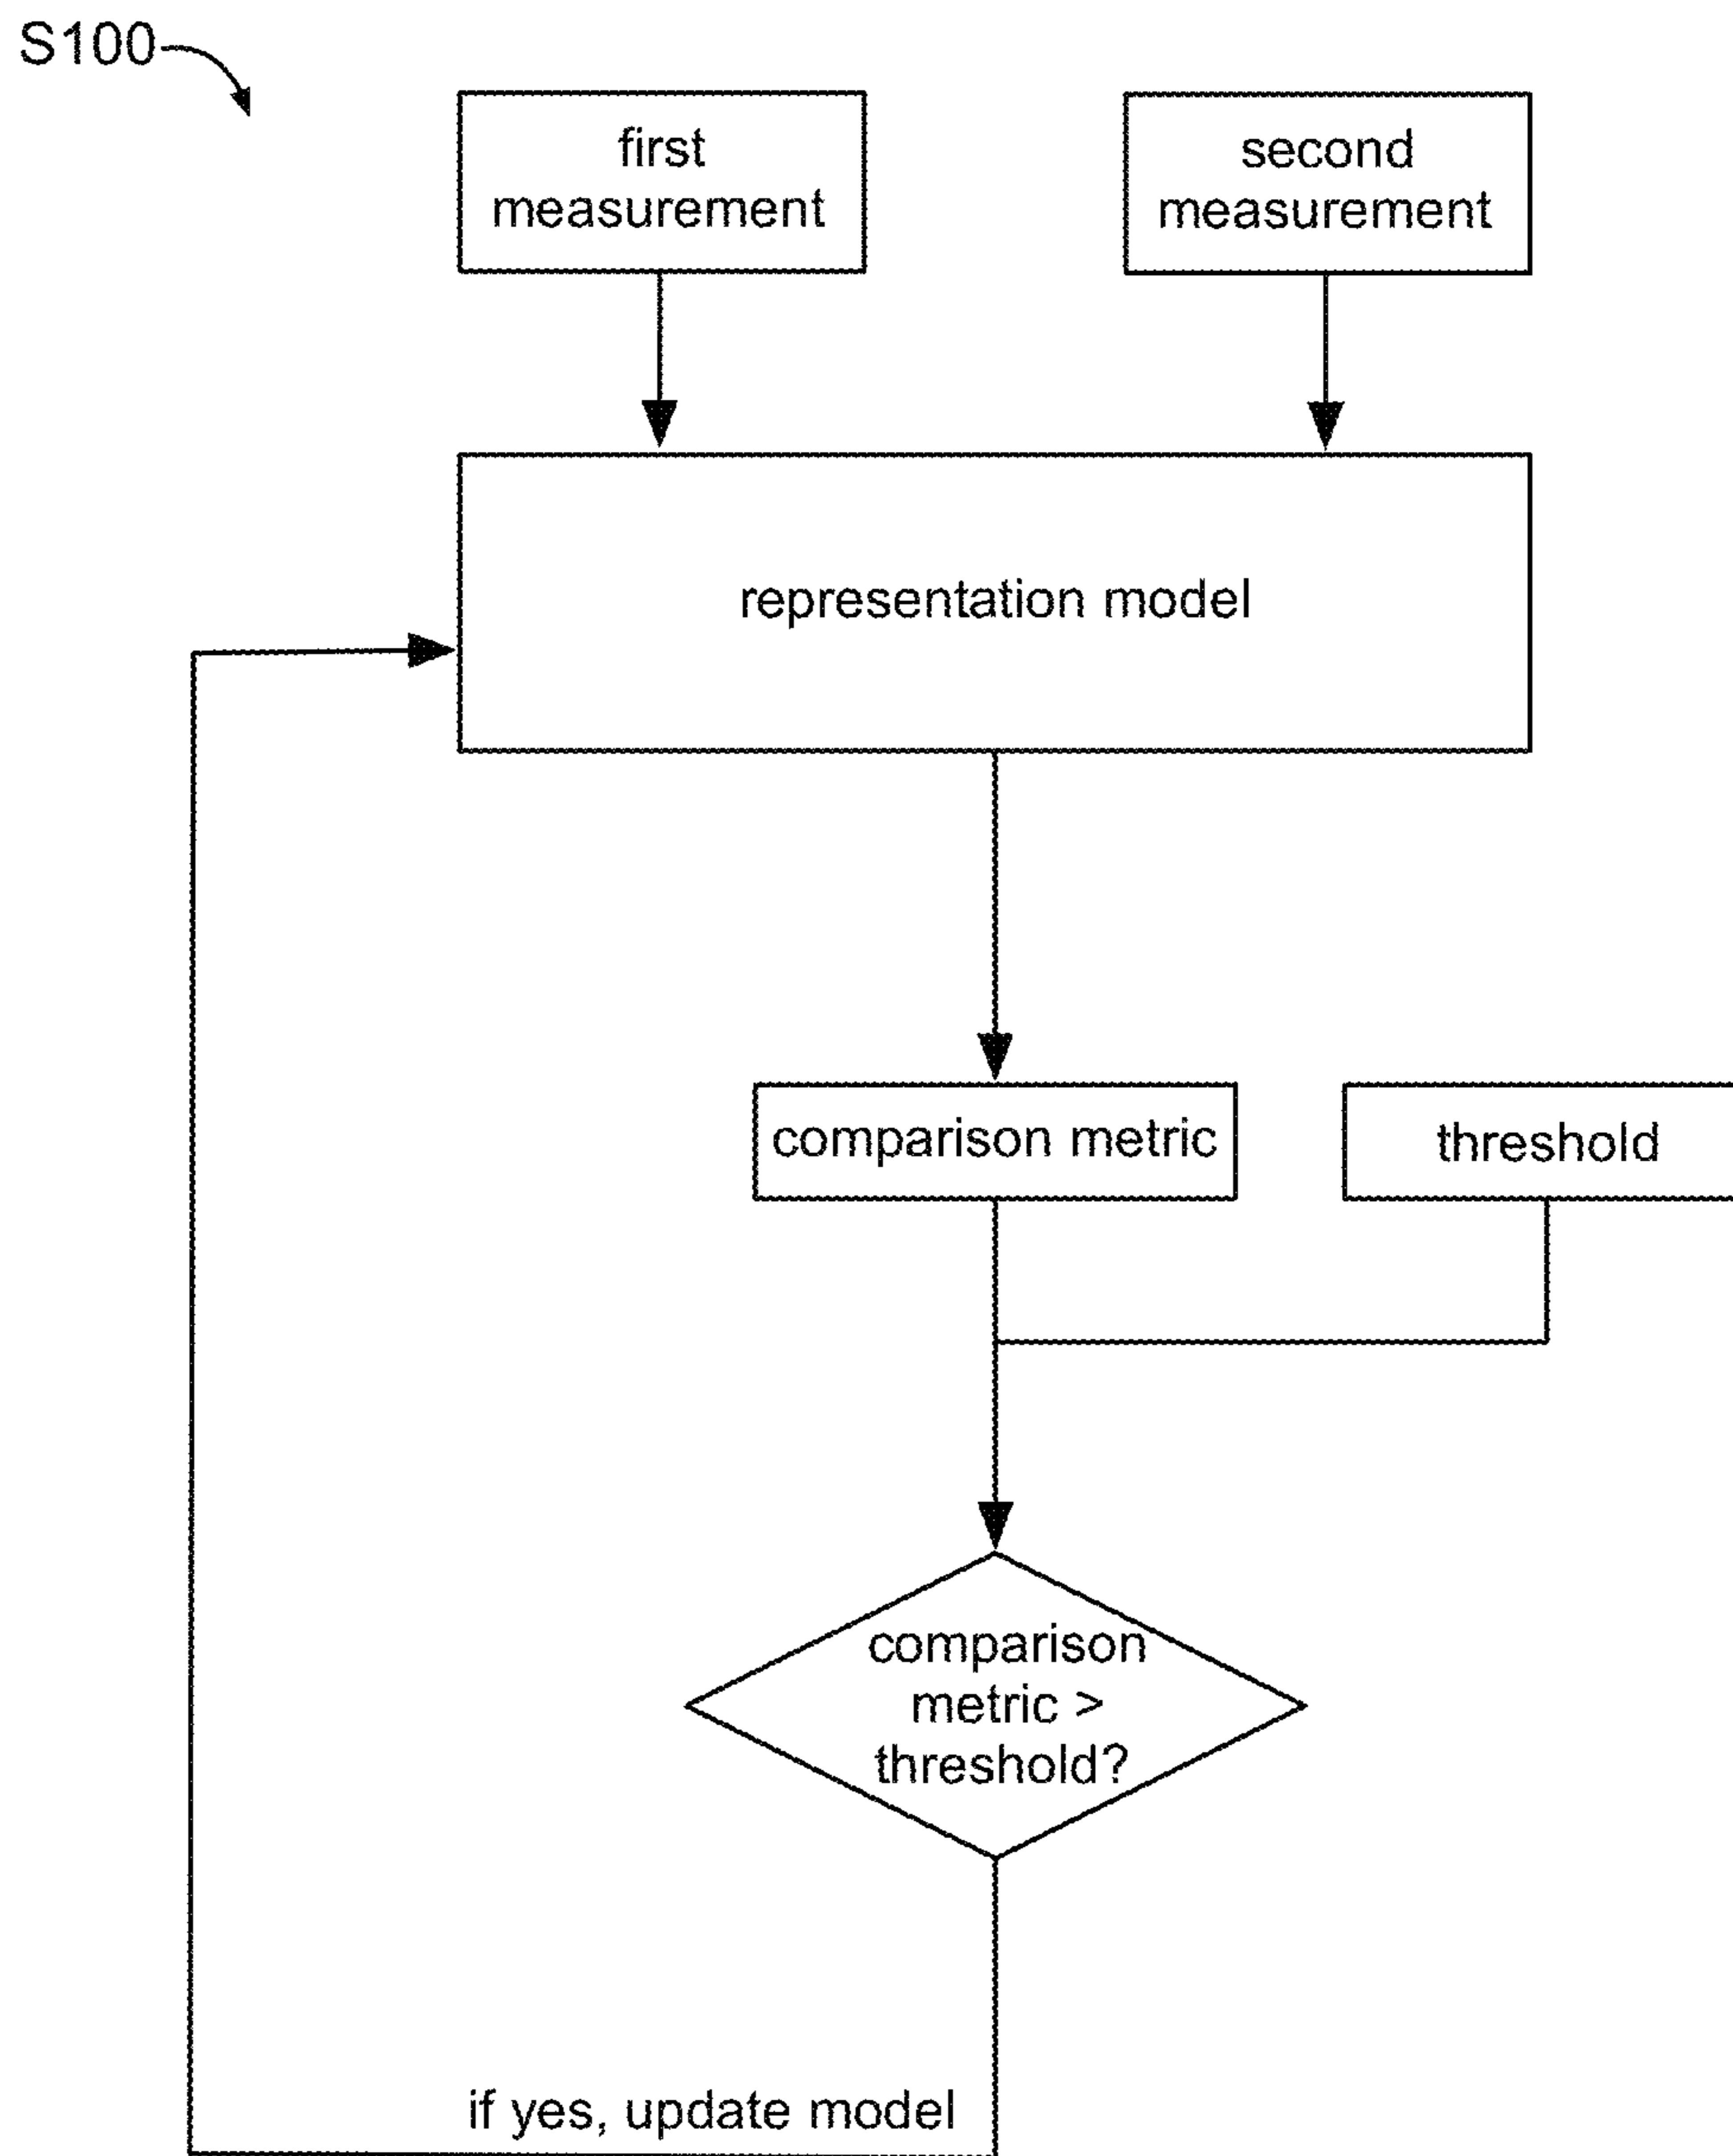 S100
first
measurement
second
measurement
representation model
comparison metric
threshold
comparison
metric >
threshold?
if yes, update model